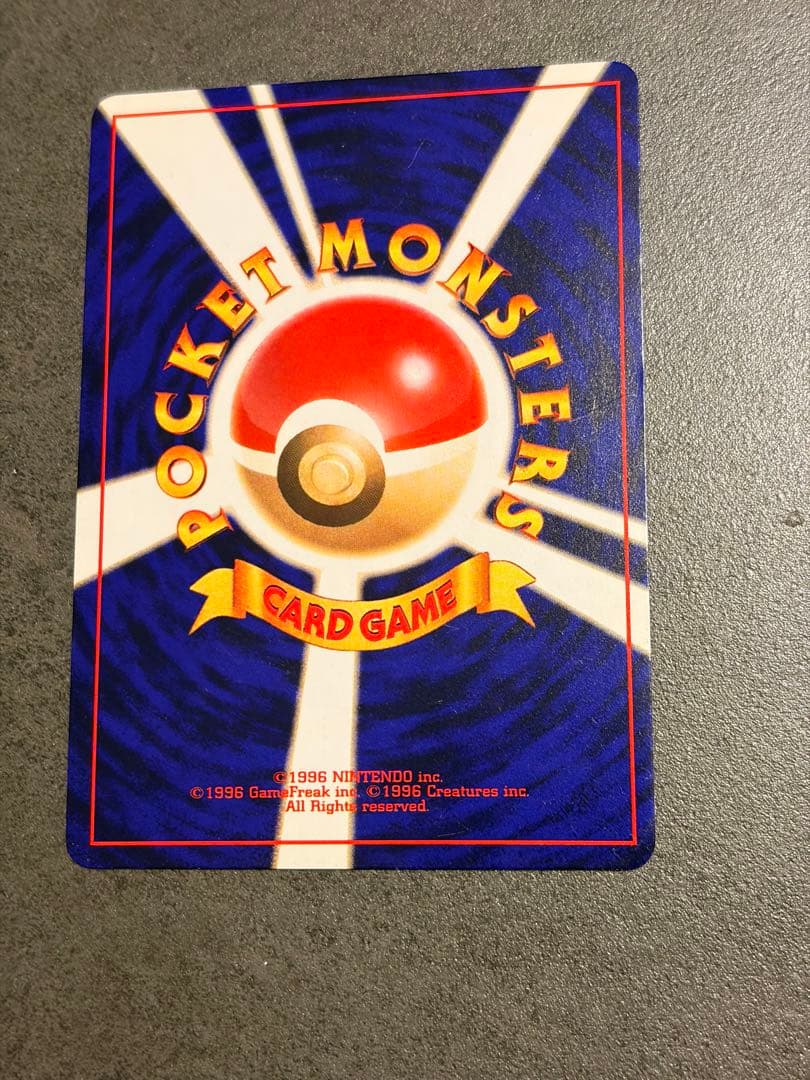 POCKET MONSTERS
CARD GAME
©1996 NINTENDO inc.
©1996 GameFreak inc. ©1996 Creatures inc.
All Rights reserved.